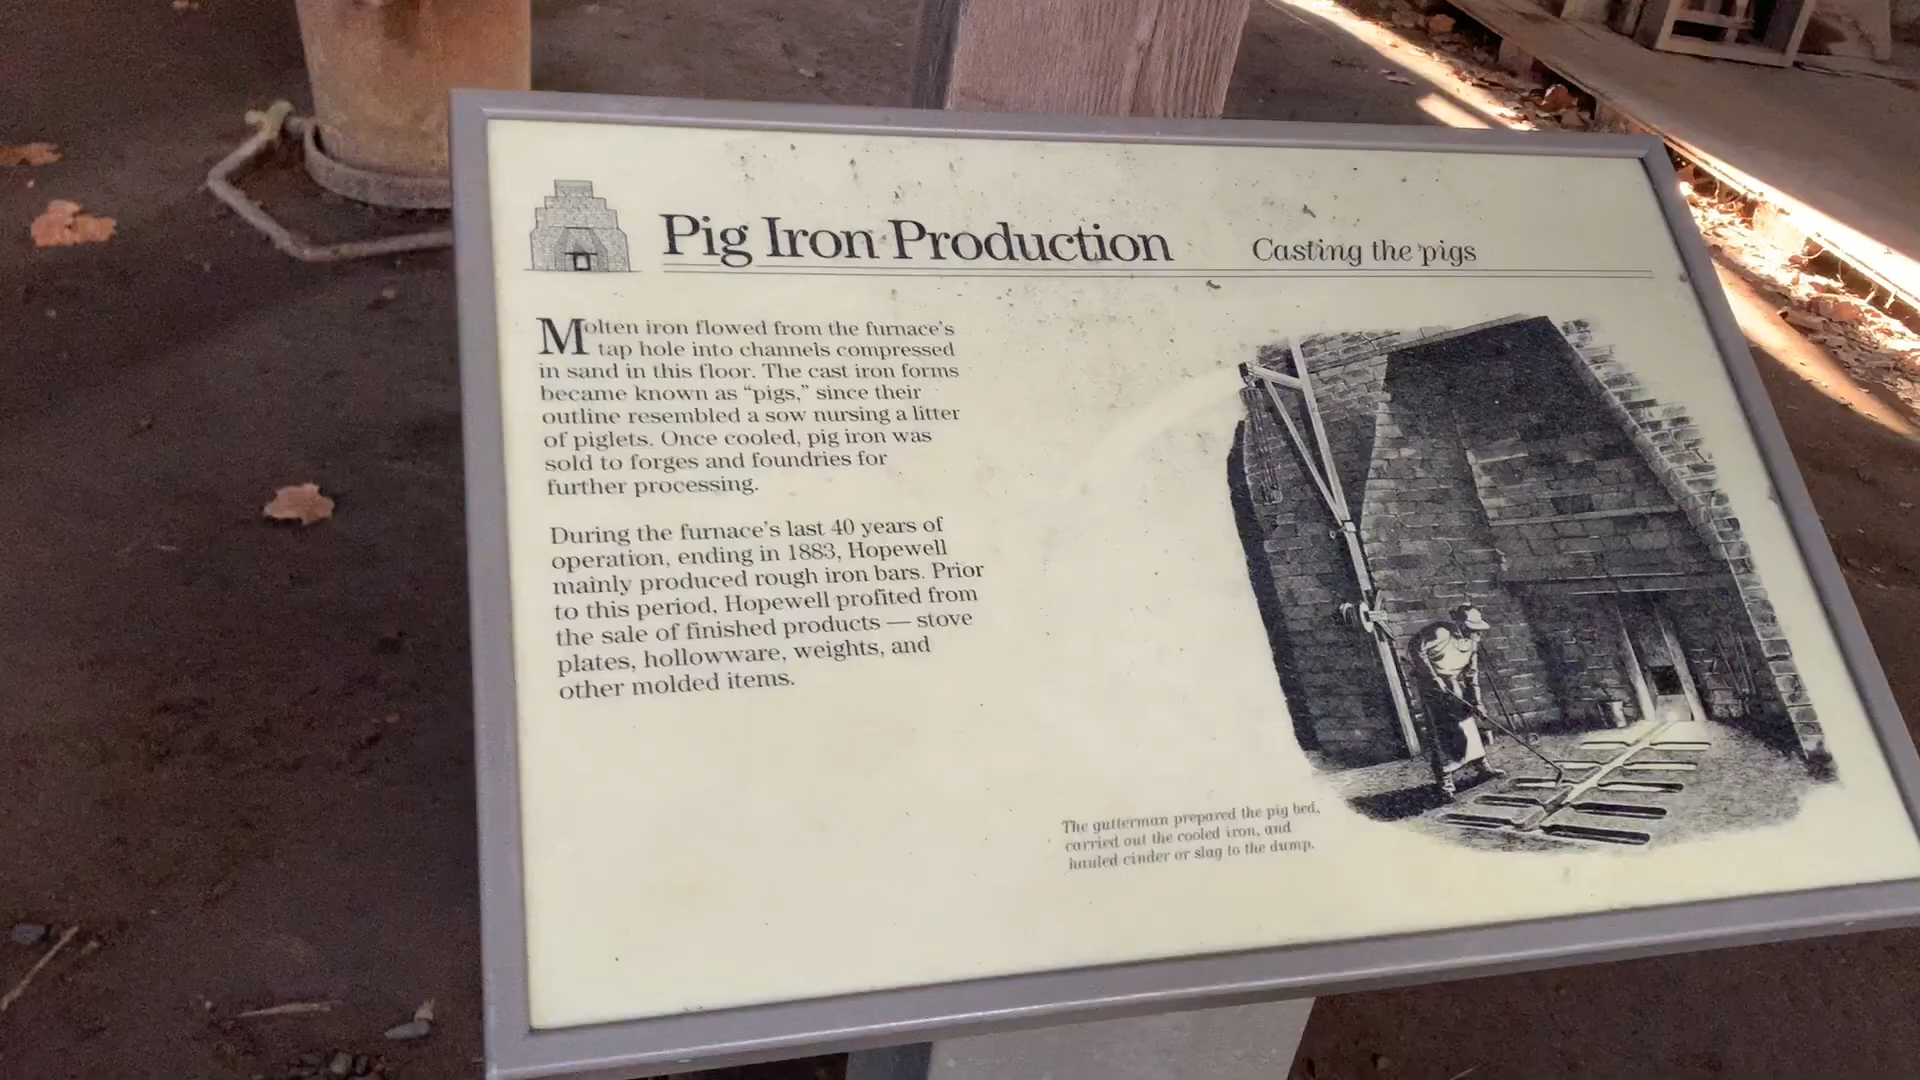 Pig Iron Production
Casting the pigs
Molten iron flowed from the furnace's
tap hole into channels compressed
in sand in this floor. The cast iron forms
became known as “pigs,” since their
outline resembled a sow nursing a litter
of piglets. Once cooled, pig iron was
sold to forges and foundries for
further processing.
During the furnace's last 40 years of
operation, ending in 1883, Hopewell
mainly produced rough iron bars. Prior
to this period, Hopewell profited from
the sale of finished products — stove
plates, hollowware, weights, and
other molded items.
The gutterman prepared the pig bed,
carried out the cooled iron, and
hauled cinder or slag to the dump.